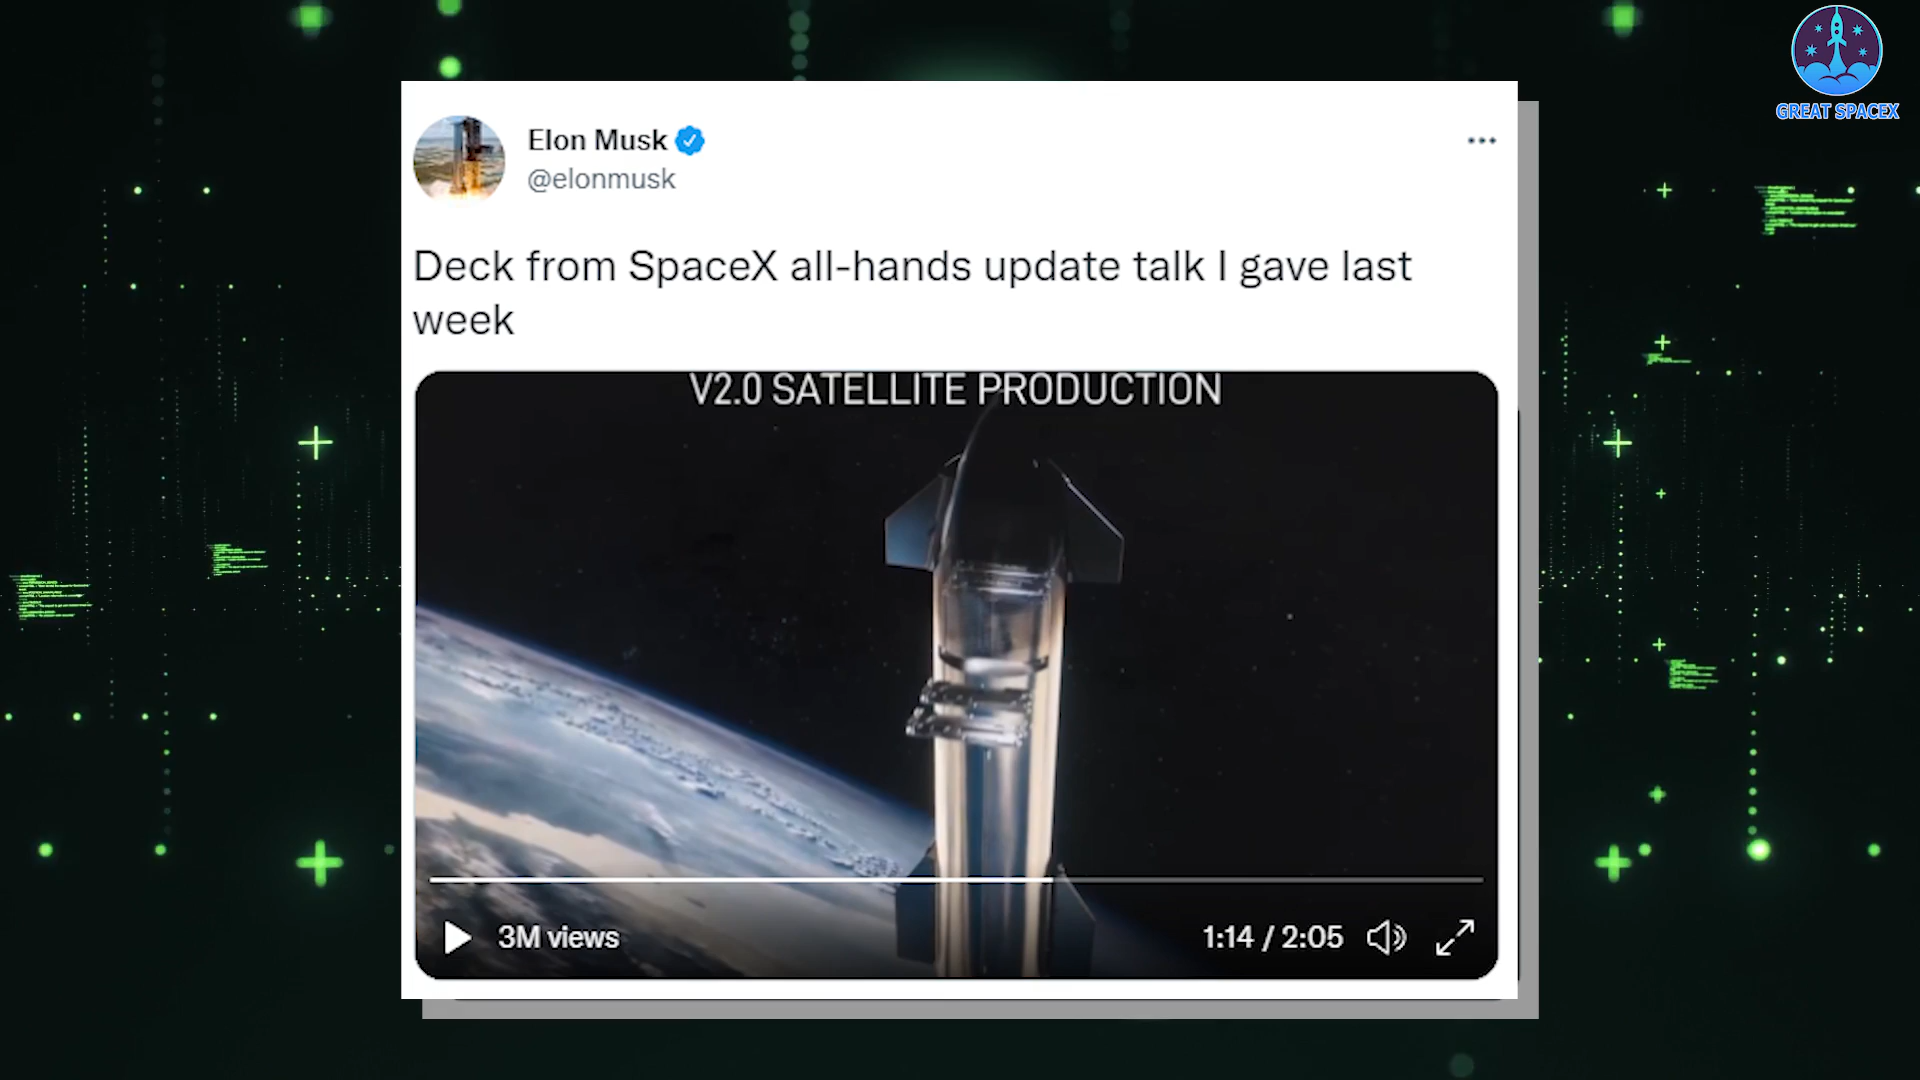 GREAT SPACEX
Elon Musk
@elonmusk
Deck from SpaceX all-hands update talk I gave last
week
V2.0 SATELLITE PRODUCTION
3M views
1:14 / 2:05